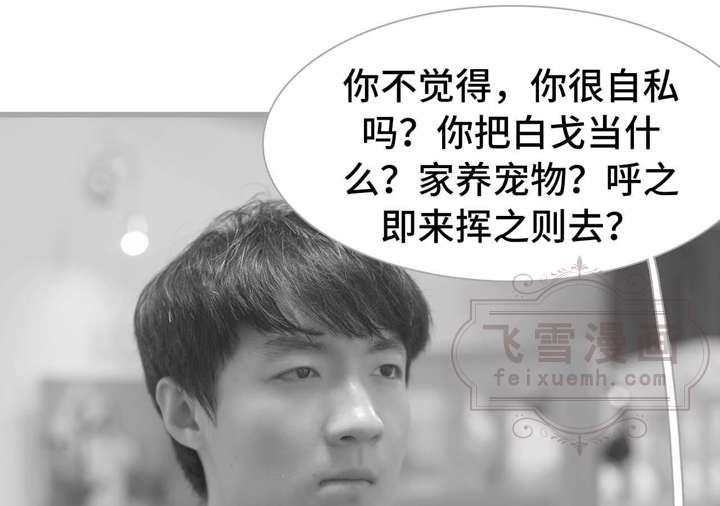 你不觉得，你很自私
吗？你把白戈当什
么？家养宠物？呼之
即来挥之则去？
飞雪漫画
feixuemh.com